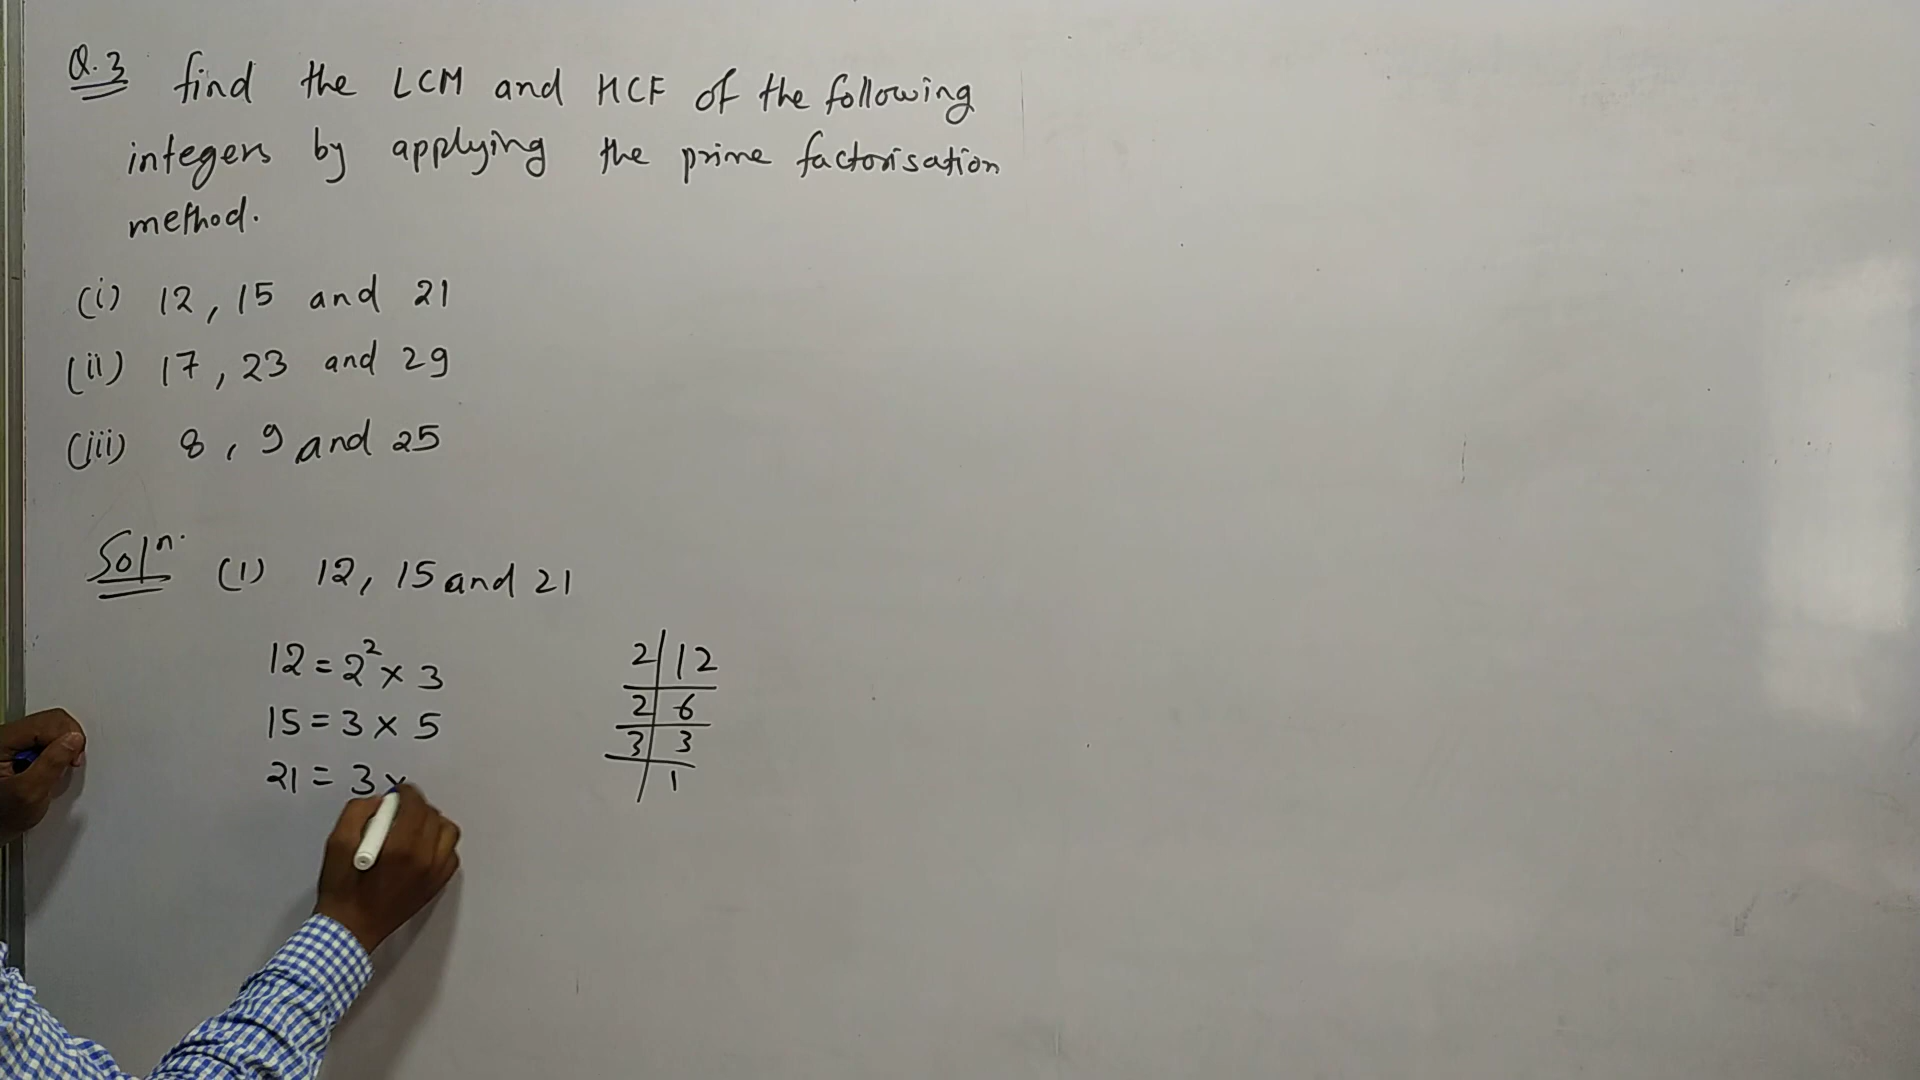 Q.3 find the LCM and HCF of the following
integers by applying the prime factorisation
method.
(i) 12, 15 and 21
(ii) 17, 23 and 29
(iii) 8, 9 and 25
Soln. (1) 12, 15 and 21
12 = 2² × 3
15 = 3 × 5
21 = 3 ×
2 | 12
2 | 6
3 | 3
| 1